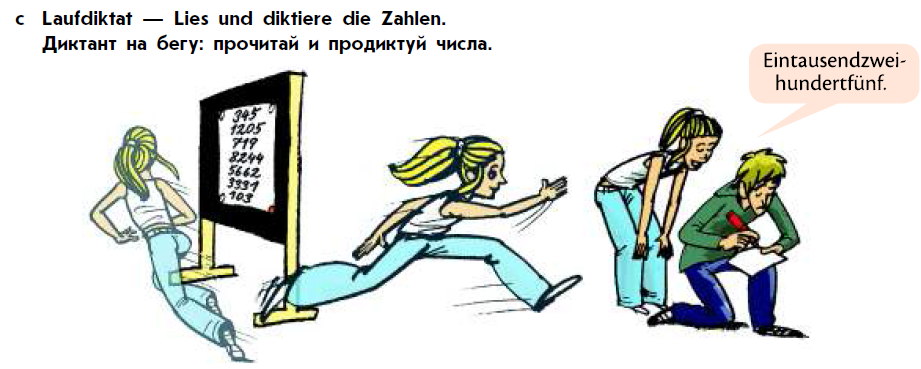 c Laufdiktat — Lies und diktiere die Zahlen.
Диктант на бегу: прочитай и продиктуй числа.
Eintausendzwei-
hundertfünf.
345
1205
719
8244
5662
3331
103